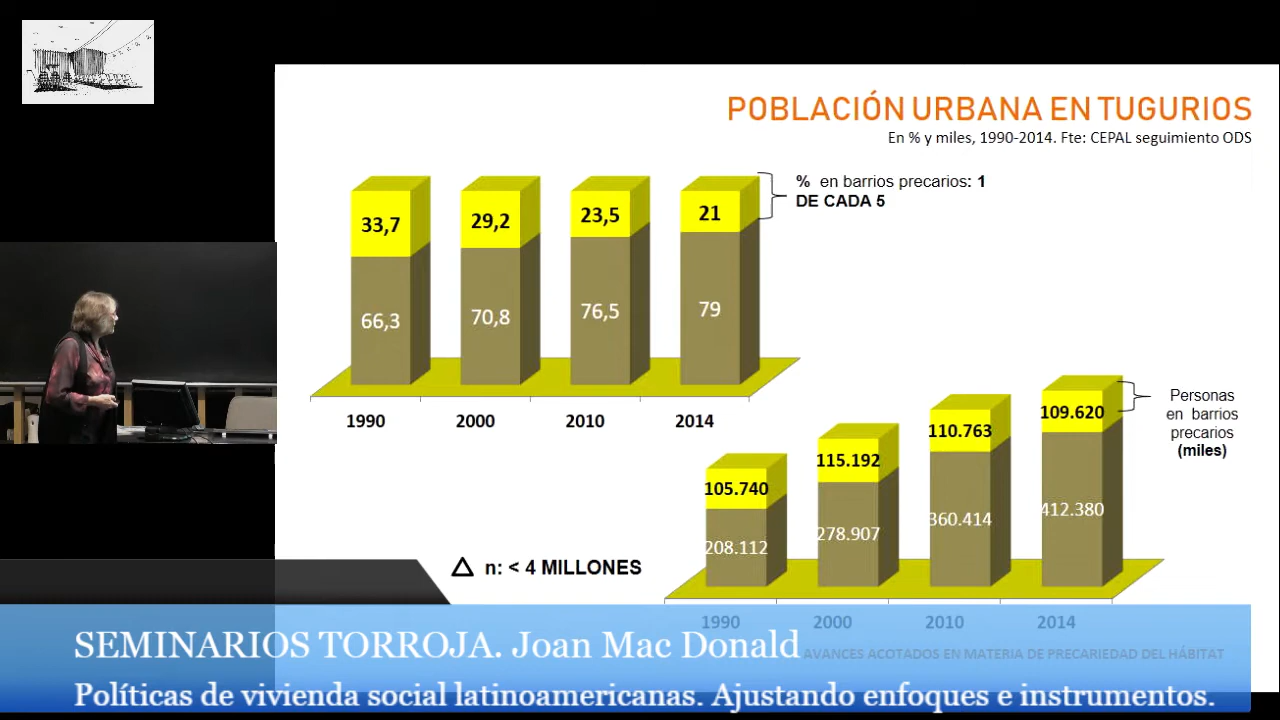 POBLACIÓN URBANA EN TUGURIOS
En % y miles, 1990-2014. Fte: CEPAL seguimiento ODS
% en barrios precarios: 1
DE CADA 5
33,7
29,2
23,5
21
66,3
70,8
76,5
79
1990
2000
2010
2014
Personas
en barrios
precarios
(miles)
105.740
115.192
110.763
109.620
208.112
278.907
360.414
412.380
△ n: < 4 MILLONES
1990
2000
2010
2014
AVANCES ACOTADOS EN MATERIA DE PRECARIEDAD DEL HÁBITAT
SEMINARIOS TORROJA. Joan Mac Donald
Políticas de vivienda social latinoamericanas. Ajustando enfoques e instrumentos.